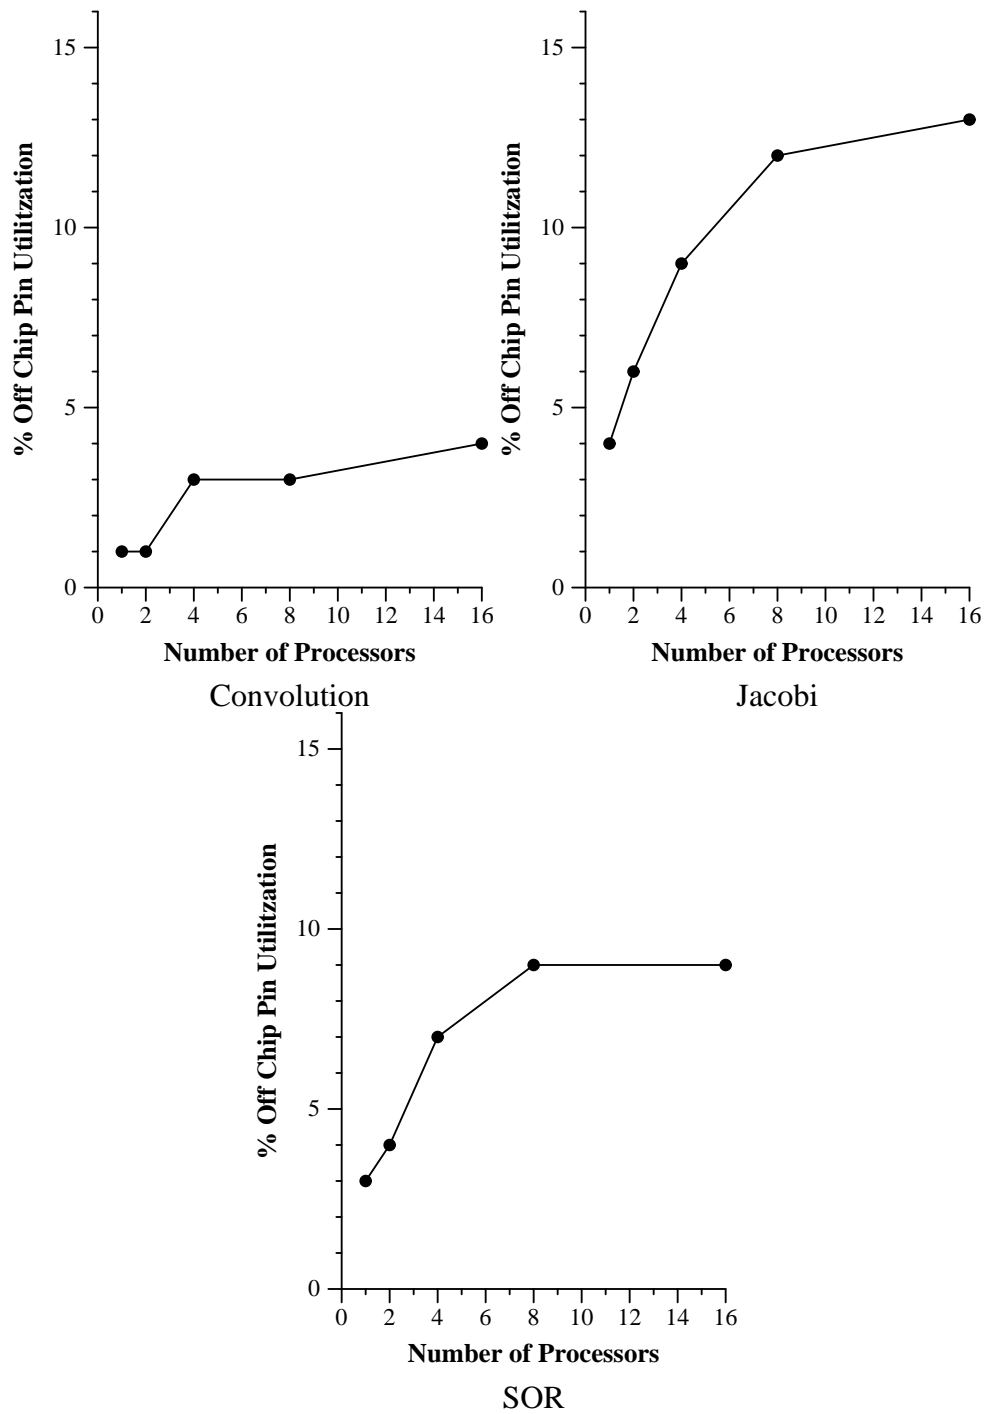 15
10
5
0
% Off Chip Pin Utilitzation
0 2 4 6 8 10 12 14 16
Number of Processors
Convolution
15
10
5
0
% Off Chip Pin Utilitzation
0 2 4 6 8 10 12 14 16
Number of Processors
Jacobi
15
10
5
0
% Off Chip Pin Utilitzation
0 2 4 6 8 10 12 14 16
Number of Processors
SOR